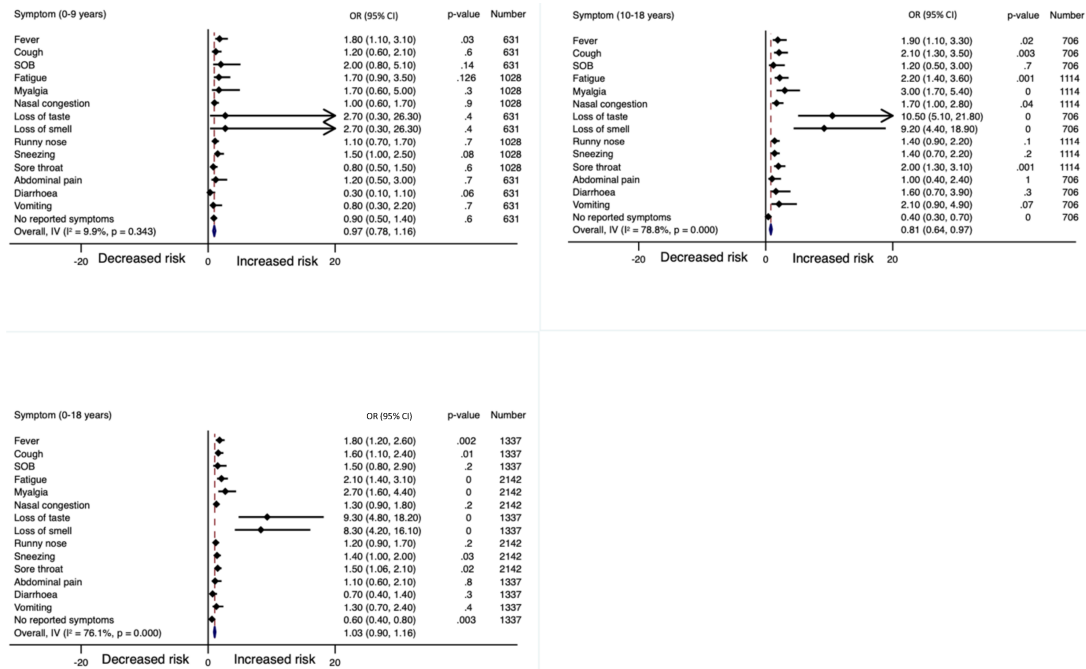 Symptom (0-9 years) OR (95% CI) p-value Number
Fever 1.80 (1.10, 3.10) .03 631
Cough 1.20 (0.60, 2.10) .6 631
SOB 2.00 (0.80, 5.10) .14 631
Fatigue 1.70 (0.90, 3.50) .126 1028
Myalgia 1.70 (0.60, 5.00) .3 1028
Nasal congestion 1.00 (0.60, 1.70) .9 1028
Loss of taste 2.70 (0.30, 26.30) .4 631
Loss of smell 2.70 (0.30, 26.30) .4 631
Runny nose 1.10 (0.70, 1.70) .7 1028
Sneezing 1.50 (1.00, 2.50) .08 1028
Sore throat 0.80 (0.50, 1.50) .6 1028
Abdominal pain 1.20 (0.50, 3.00) .7 631
Diarrhoea 0.30 (0.10, 1.10) .06 631
Vomiting 0.80 (0.30, 2.20) .7 631
No reported symptoms 0.90 (0.50, 1.40) .6 631
Overall, IV (I² = 9.9%, p = 0.343) 0.97 (0.78, 1.16)
-20 Decreased risk 0 Increased risk 20
Symptom (10-18 years) OR (95% CI) p-value Number
Fever 1.90 (1.10, 3.30) .02 706
Cough 2.10 (1.30, 3.50) .003 706
SOB 1.20 (0.50, 3.00) .7 706
Fatigue 2.20 (1.40, 3.60) .001 1114
Myalgia 3.00 (1.70, 5.40) 0 1114
Nasal congestion 1.70 (1.00, 2.80) .04 1114
Loss of taste 10.50 (5.10, 21.80) 0 706
Loss of smell 9.20 (4.40, 18.90) 0 706
Runny nose 1.40 (0.90, 2.20) .1 1114
Sneezing 1.40 (0.70, 2.20) .2 1114
Sore throat 2.00 (1.30, 3.10) .001 1114
Abdominal pain 1.00 (0.40, 2.40) 1 706
Diarrhoea 1.60 (0.70, 3.90) .3 706
Vomiting 2.10 (0.90, 4.90) .07 706
No reported symptoms 0.40 (0.30, 0.70) 0 706
Overall, IV (I² = 78.8%, p = 0.000) 0.81 (0.64, 0.97)
-20 Decreased risk 0 Increased risk 20
Symptom (0-18 years) OR (95% CI) p-value Number
Fever 1.80 (1.20, 2.60) .002 1337
Cough 1.60 (1.10, 2.40) .01 1337
SOB 1.50 (0.80, 2.90) .2 1337
Fatigue 2.10 (1.40, 3.10) 0 2142
Myalgia 2.70 (1.60, 4.40) 0 2142
Nasal congestion 1.30 (0.90, 1.80) .2 2142
Loss of taste 9.30 (4.80, 18.20) 0 1337
Loss of smell 8.30 (4.20, 16.10) 0 1337
Runny nose 1.20 (0.90, 1.70) .2 2142
Sneezing 1.40 (1.00, 2.00) .03 2142
Sore throat 1.50 (1.06, 2.10) .02 2142
Abdominal pain 1.10 (0.60, 2.10) .8 1337
Diarrhoea 0.70 (0.40, 1.40) .3 1337
Vomiting 1.30 (0.70, 2.40) .4 1337
No reported symptoms 0.60 (0.40, 0.80) .003 1337
Overall, IV (I² = 76.1%, p = 0.000) 1.03 (0.90, 1.16)
-20 Decreased risk 0 Increased risk 20